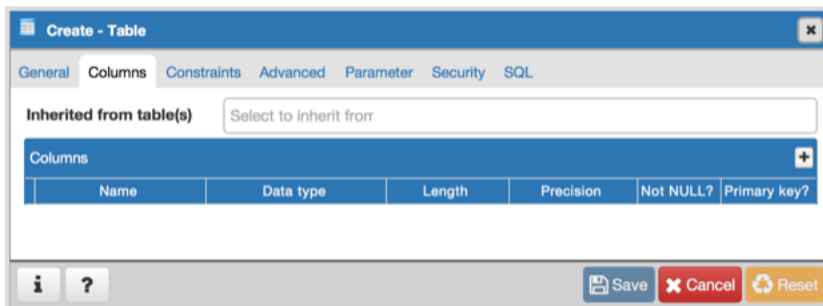 Create - Table
General Columns Constraints Advanced Parameter Security SQL
Inherited from table(s) Select to inherit from
Columns
Name Data type Length Precision Not NULL? Primary key?
i ? Save Cancel Reset